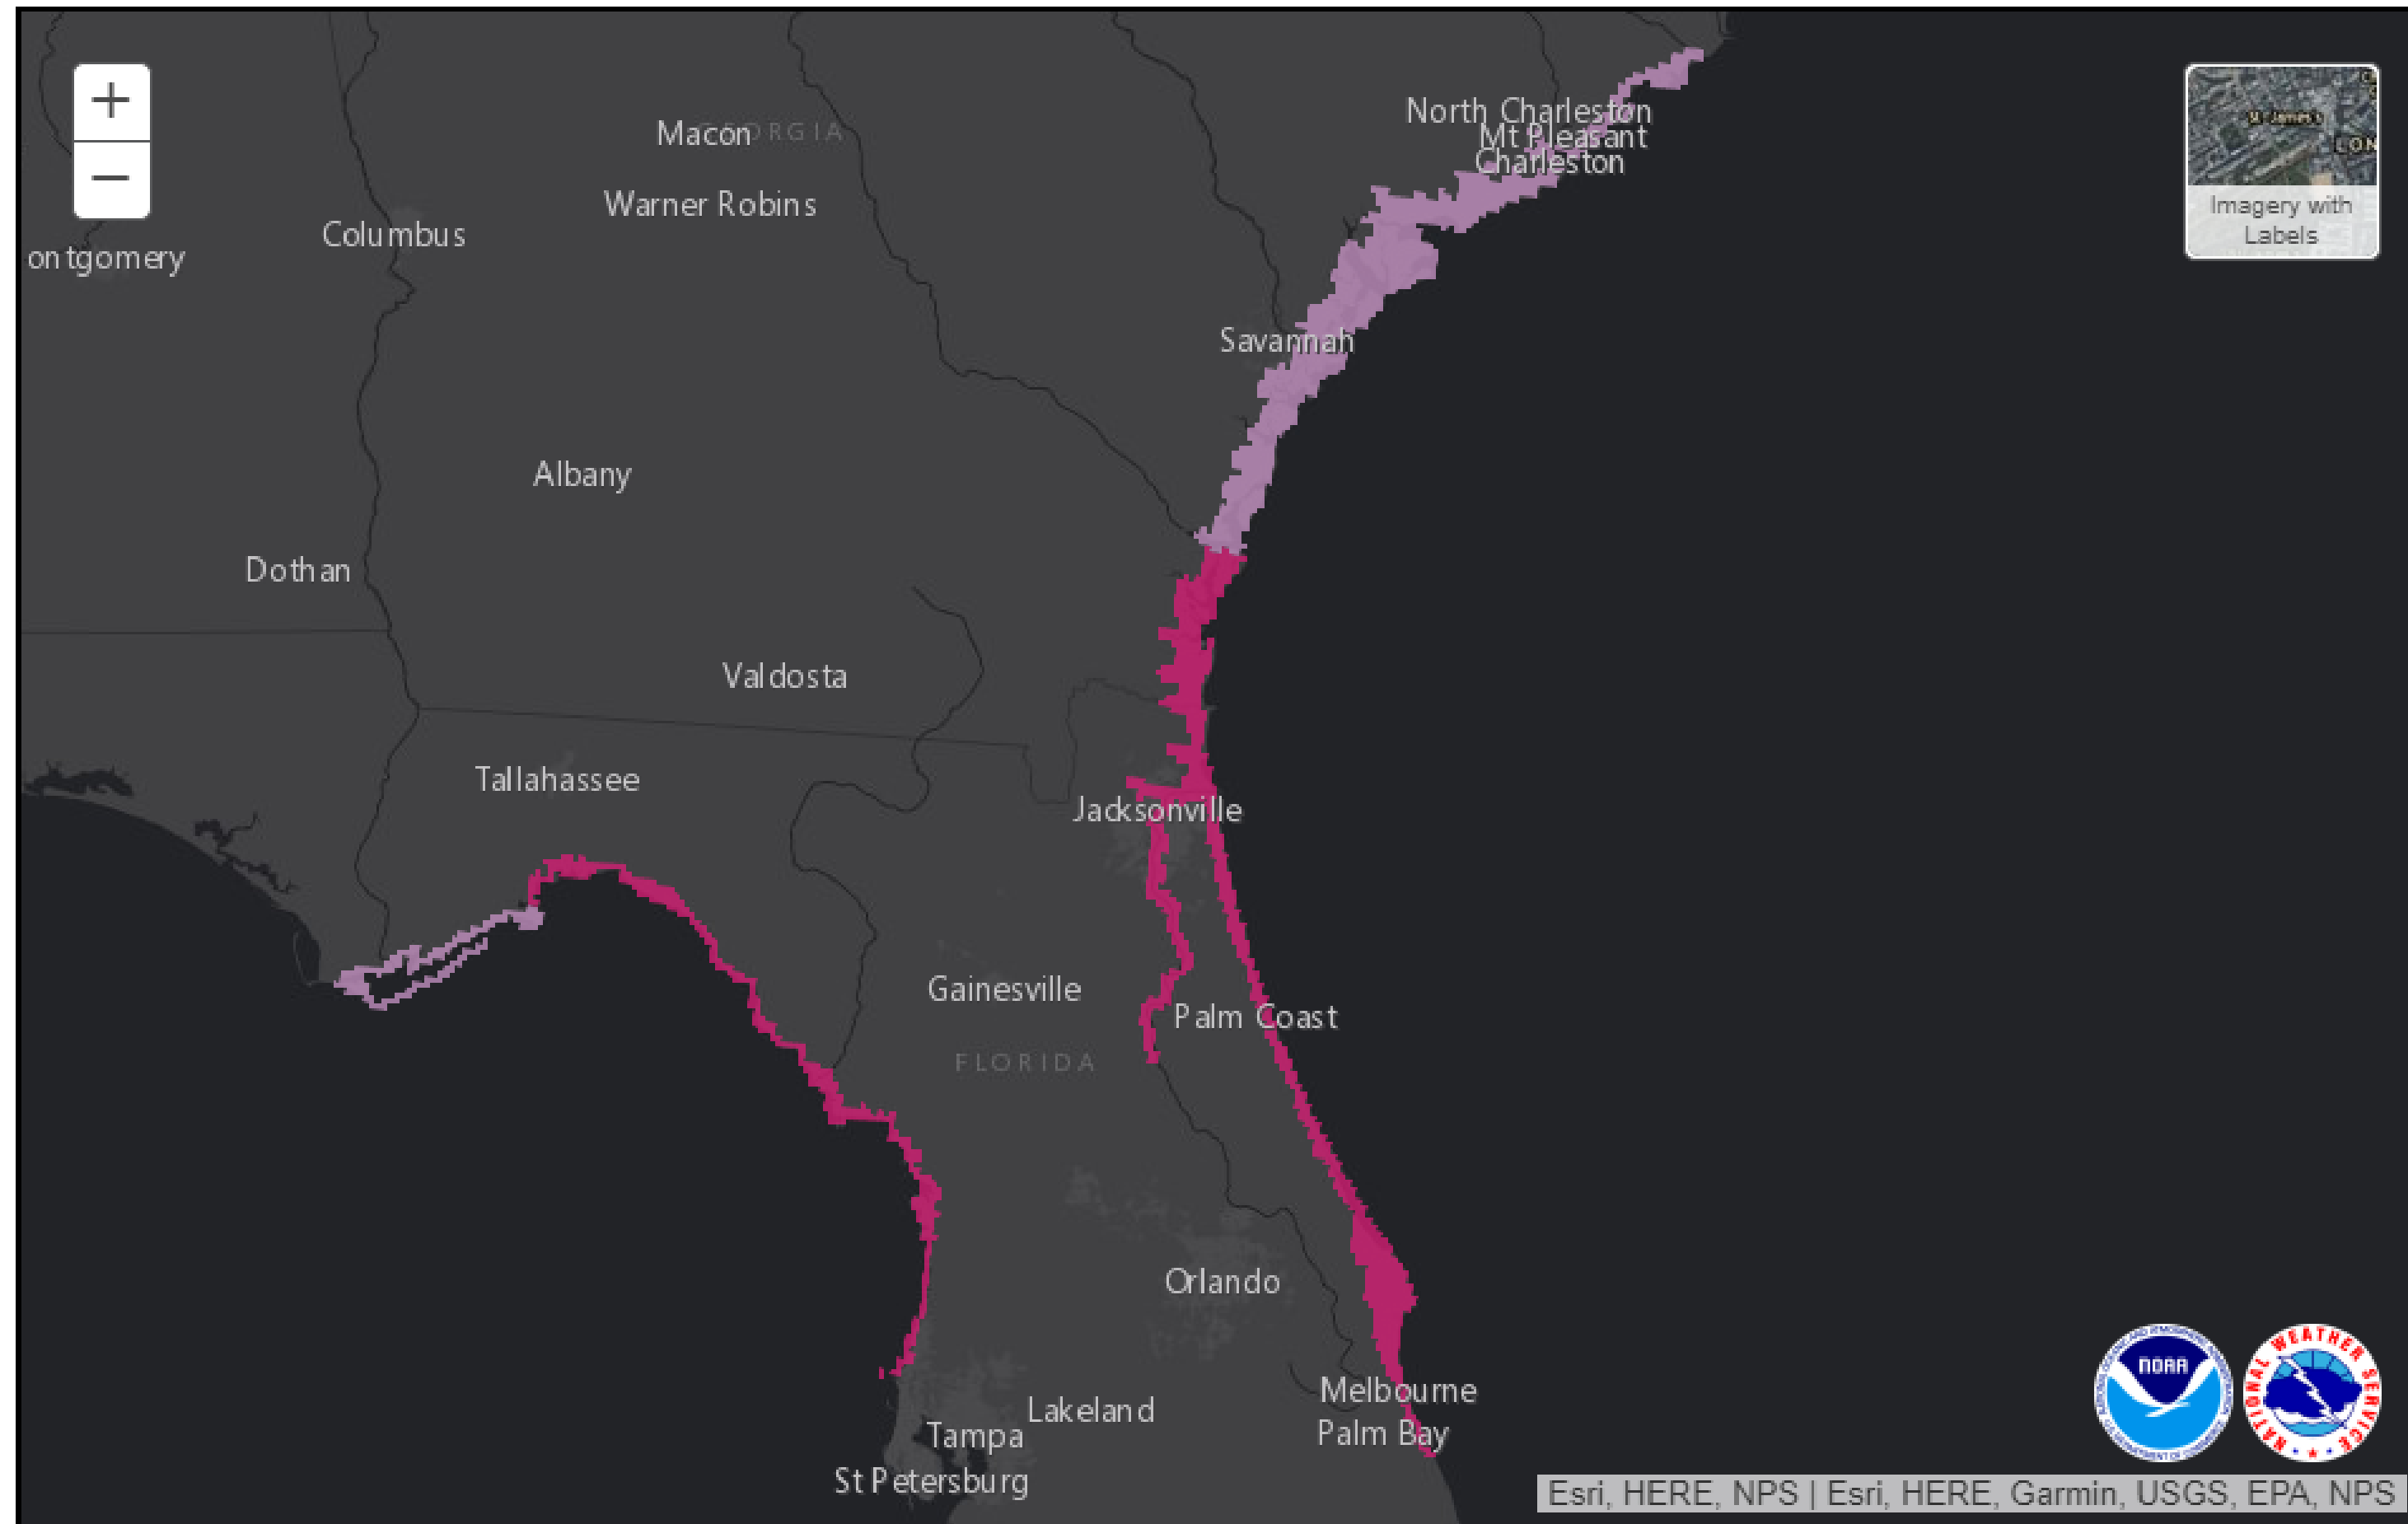 +
North Charleston
GEORGIA
Macon
Mt Pleasant
Charleston
Warner Robins
Imagery with
Labels
Columbus
ontgomery
Savannah
Albany
Dothan
Valdosta
Tallahassee
Jacksonville
Gainesville
Palm Coast
FLORIDA
Orlando
NOAA
NATIONAL WEATHER SERVICE
Melbourne
Lakeland
Palm Bay
Tampa
St Petersburg
Esri, HERE, NPS | Esri, HERE, Garmin, USGS, EPA, NPS